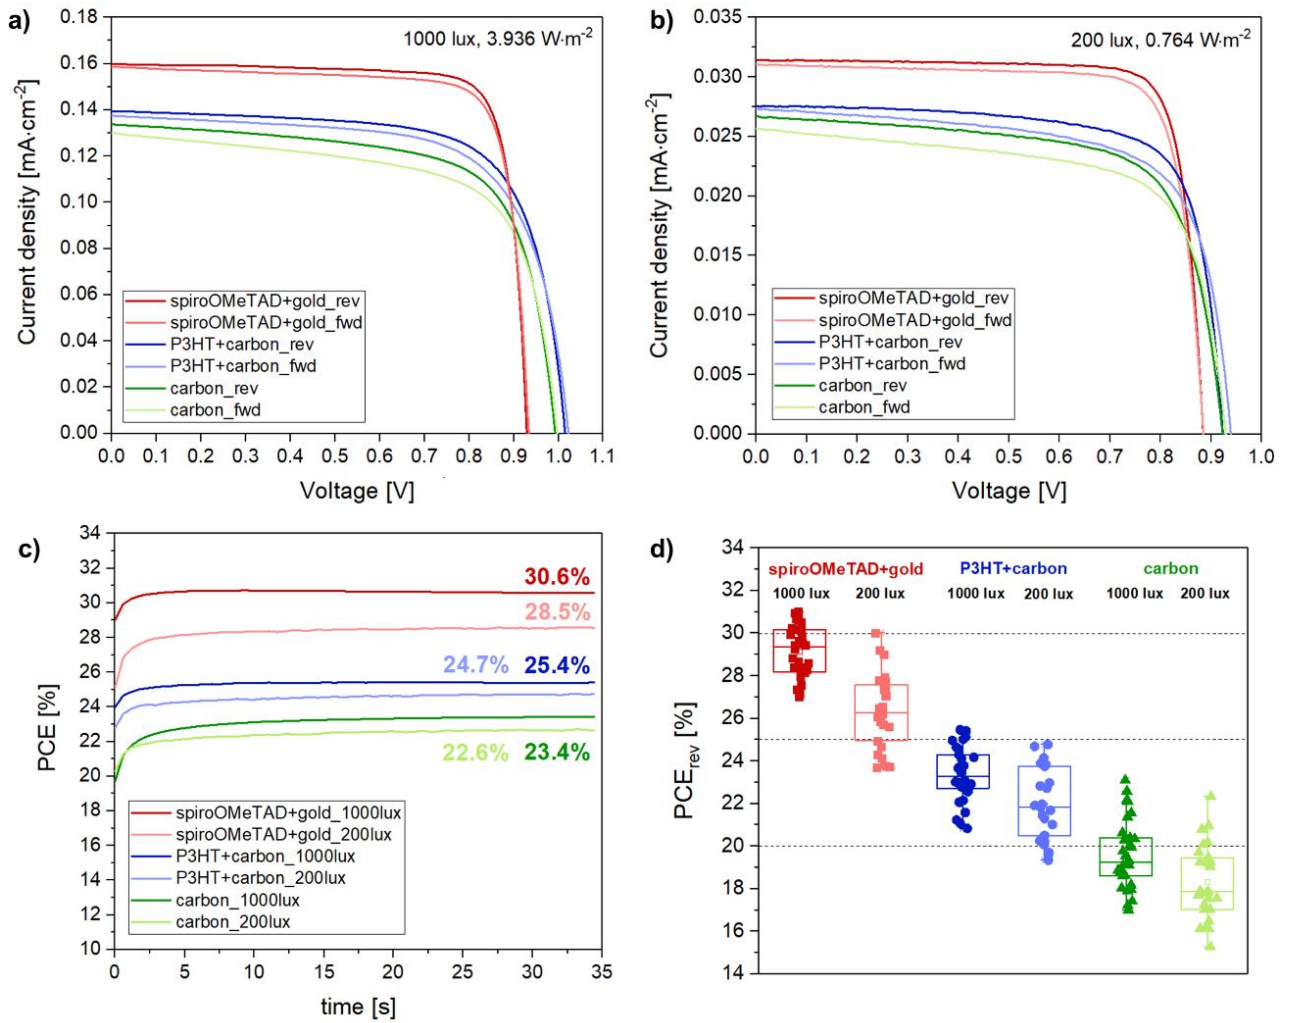 a)
1000 lux, 3.936 W·m-2
Current density [mA·cm-2]
0.18
0.16
0.14
0.12
0.10
0.08
0.06
0.04
0.02
0.00
spiroOMeTAD+gold_rev
spiroOMeTAD+gold_fwd
P3HT+carbon_rev
P3HT+carbon_fwd
carbon_rev
carbon_fwd
0.0 0.1 0.2 0.3 0.4 0.5 0.6 0.7 0.8 0.9 1.0 1.1
Voltage [V]
b)
200 lux, 0.764 W·m-2
Current density [mA·cm-2]
0.035
0.030
0.025
0.020
0.015
0.010
0.005
0.000
spiroOMeTAD+gold_rev
spiroOMeTAD+gold_fwd
P3HT+carbon_rev
P3HT+carbon_fwd
carbon_rev
carbon_fwd
0.0 0.1 0.2 0.3 0.4 0.5 0.6 0.7 0.8 0.9 1.0
Voltage [V]
c)
PCE [%]
34
32
30
28
26
24
22
20
18
16
14
12
10
30.6%
28.5%
24.7% 25.4%
22.6% 23.4%
spiroOMeTAD+gold_1000lux
spiroOMeTAD+gold_200lux
P3HT+carbon_1000lux
P3HT+carbon_200lux
carbon_1000lux
carbon_200lux
0 5 10 15 20 25 30 35
time [s]
d)
PCErev [%]
34
32
30
28
26
24
22
20
18
16
14
spiroOMeTAD+gold P3HT+carbon carbon
1000 lux 200 lux 1000 lux 200 lux 1000 lux 200 lux